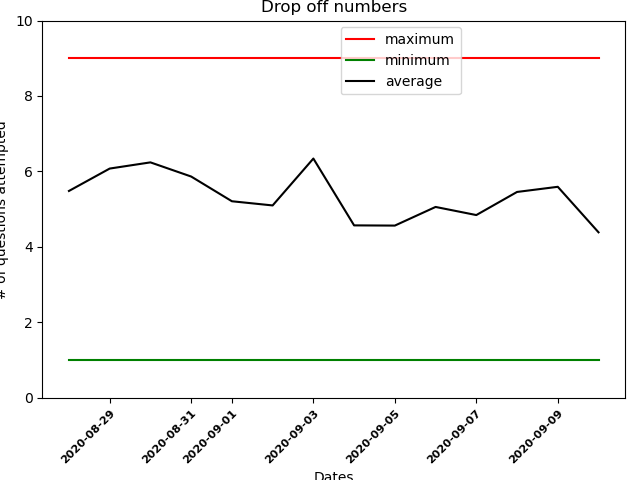 Drop off numbers
maximum
minimum
average
# of questions attempted
10
8
6
4
2
0
2020-08-29
2020-08-31
2020-09-01
2020-09-03
2020-09-05
2020-09-07
2020-09-09
Dates